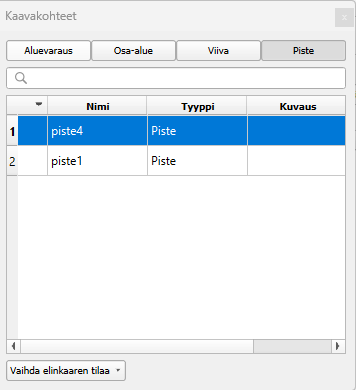 Kaavakohteet
Aluevaraus Osa-alue Viiva Piste
Nimi Tyyppi Kuvaus
1 piste4 Piste
2 piste1 Piste
Vaihda elinkaaren tilaa